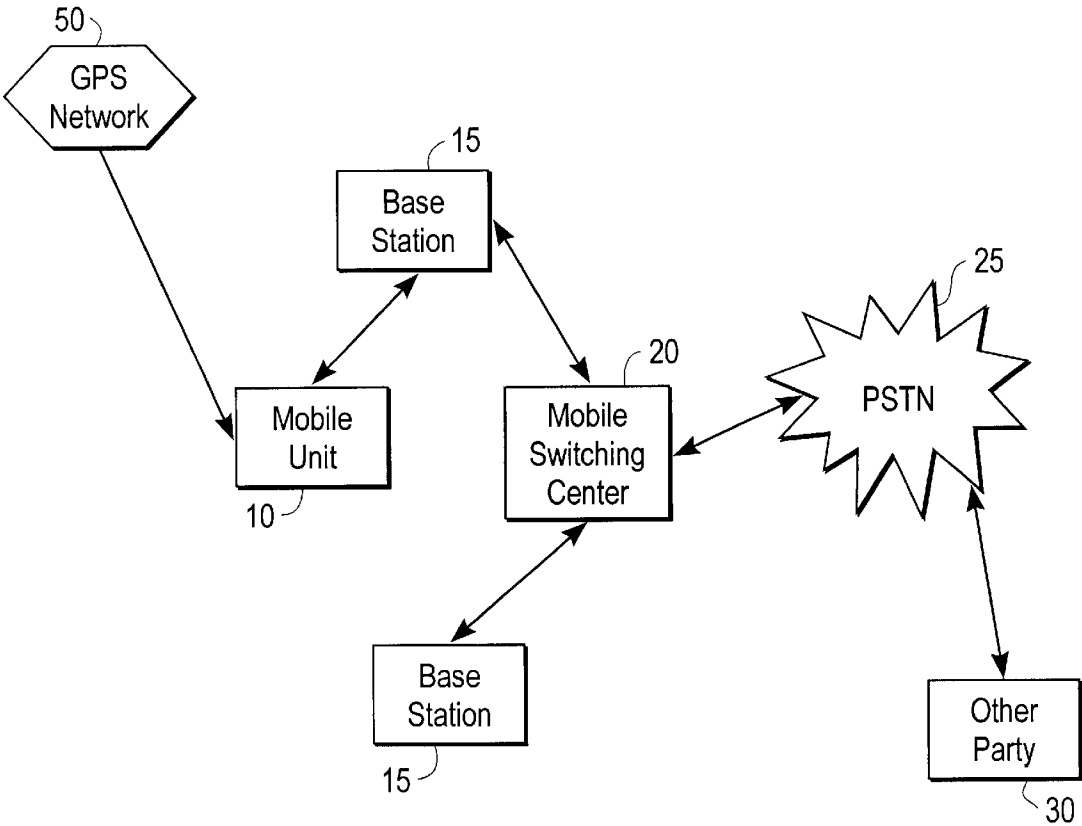 50
GPS
Network
15
Base
Station
25
20
Mobile
Unit
10
Mobile
Switching
Center
PSTN
Base
Station
15
Other
Party
30